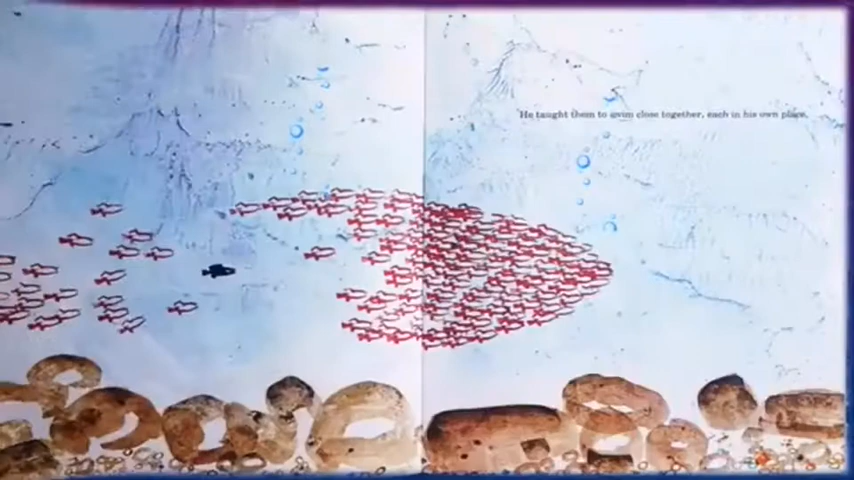 He taught them to swim close together, each in his own place,